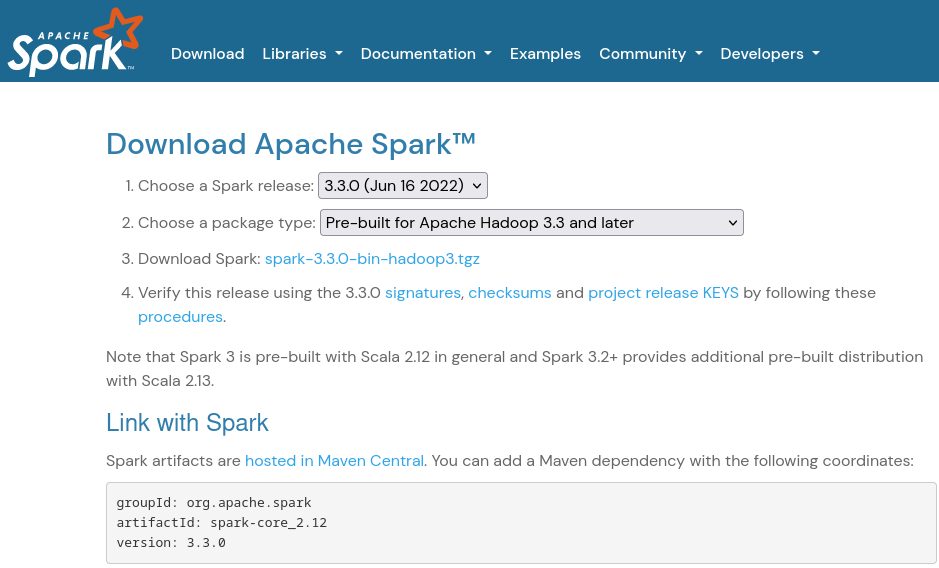 APACHE
Spark™
Download Libraries Documentation Examples Community Developers
Download Apache Spark™
1. Choose a Spark release: 3.3.0 (Jun 16 2022)
2. Choose a package type: Pre-built for Apache Hadoop 3.3 and later
3. Download Spark: spark-3.3.0-bin-hadoop3.tgz
4. Verify this release using the 3.3.0 signatures, checksums and project release KEYS by following these
procedures.
Note that Spark 3 is pre-built with Scala 2.12 in general and Spark 3.2+ provides additional pre-built distribution
with Scala 2.13.
Link with Spark
Spark artifacts are hosted in Maven Central. You can add a Maven dependency with the following coordinates:
groupId: org.apache.spark
artifactId: spark-core_2.12
version: 3.3.0